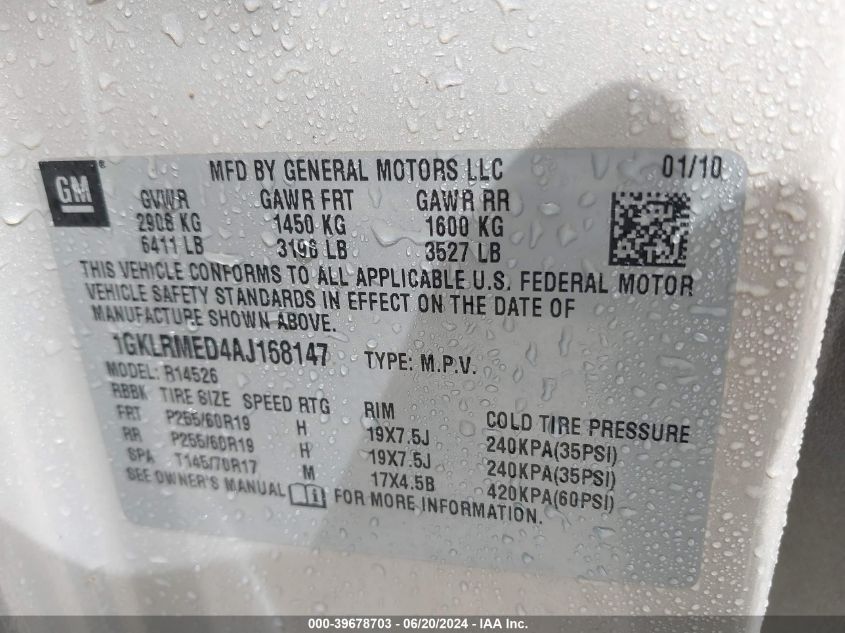 GM
MFD BY GENERAL MOTORS LLC 01/10
GVWR GAWR FRT GAWR RR
2908 KG 1450 KG 1600 KG
6411 LB 3196 LB 3527 LB
THIS VEHICLE CONFORMS TO ALL APPLICABLE U.S. FEDERAL MOTOR
VEHICLE SAFETY STANDARDS IN EFFECT ON THE DATE OF
MANUFACTURE SHOWN ABOVE.
1GKLRMED4AJ168147 TYPE: M.P.V.
MODEL: R14526
RBBK TIRE SIZE SPEED RTG RIM COLD TIRE PRESSURE
FRT P255/60R19 H 19X7.5J 240KPA(35PSI)
RR P255/60R19 H 19X7.5J 240KPA(35PSI)
SPA T145/70R17 M 17X4.5B 420KPA(60PSI)
SEE OWNER'S MANUAL FOR MORE INFORMATION.
000-39678703 - 06/20/2024 - IAA Inc.